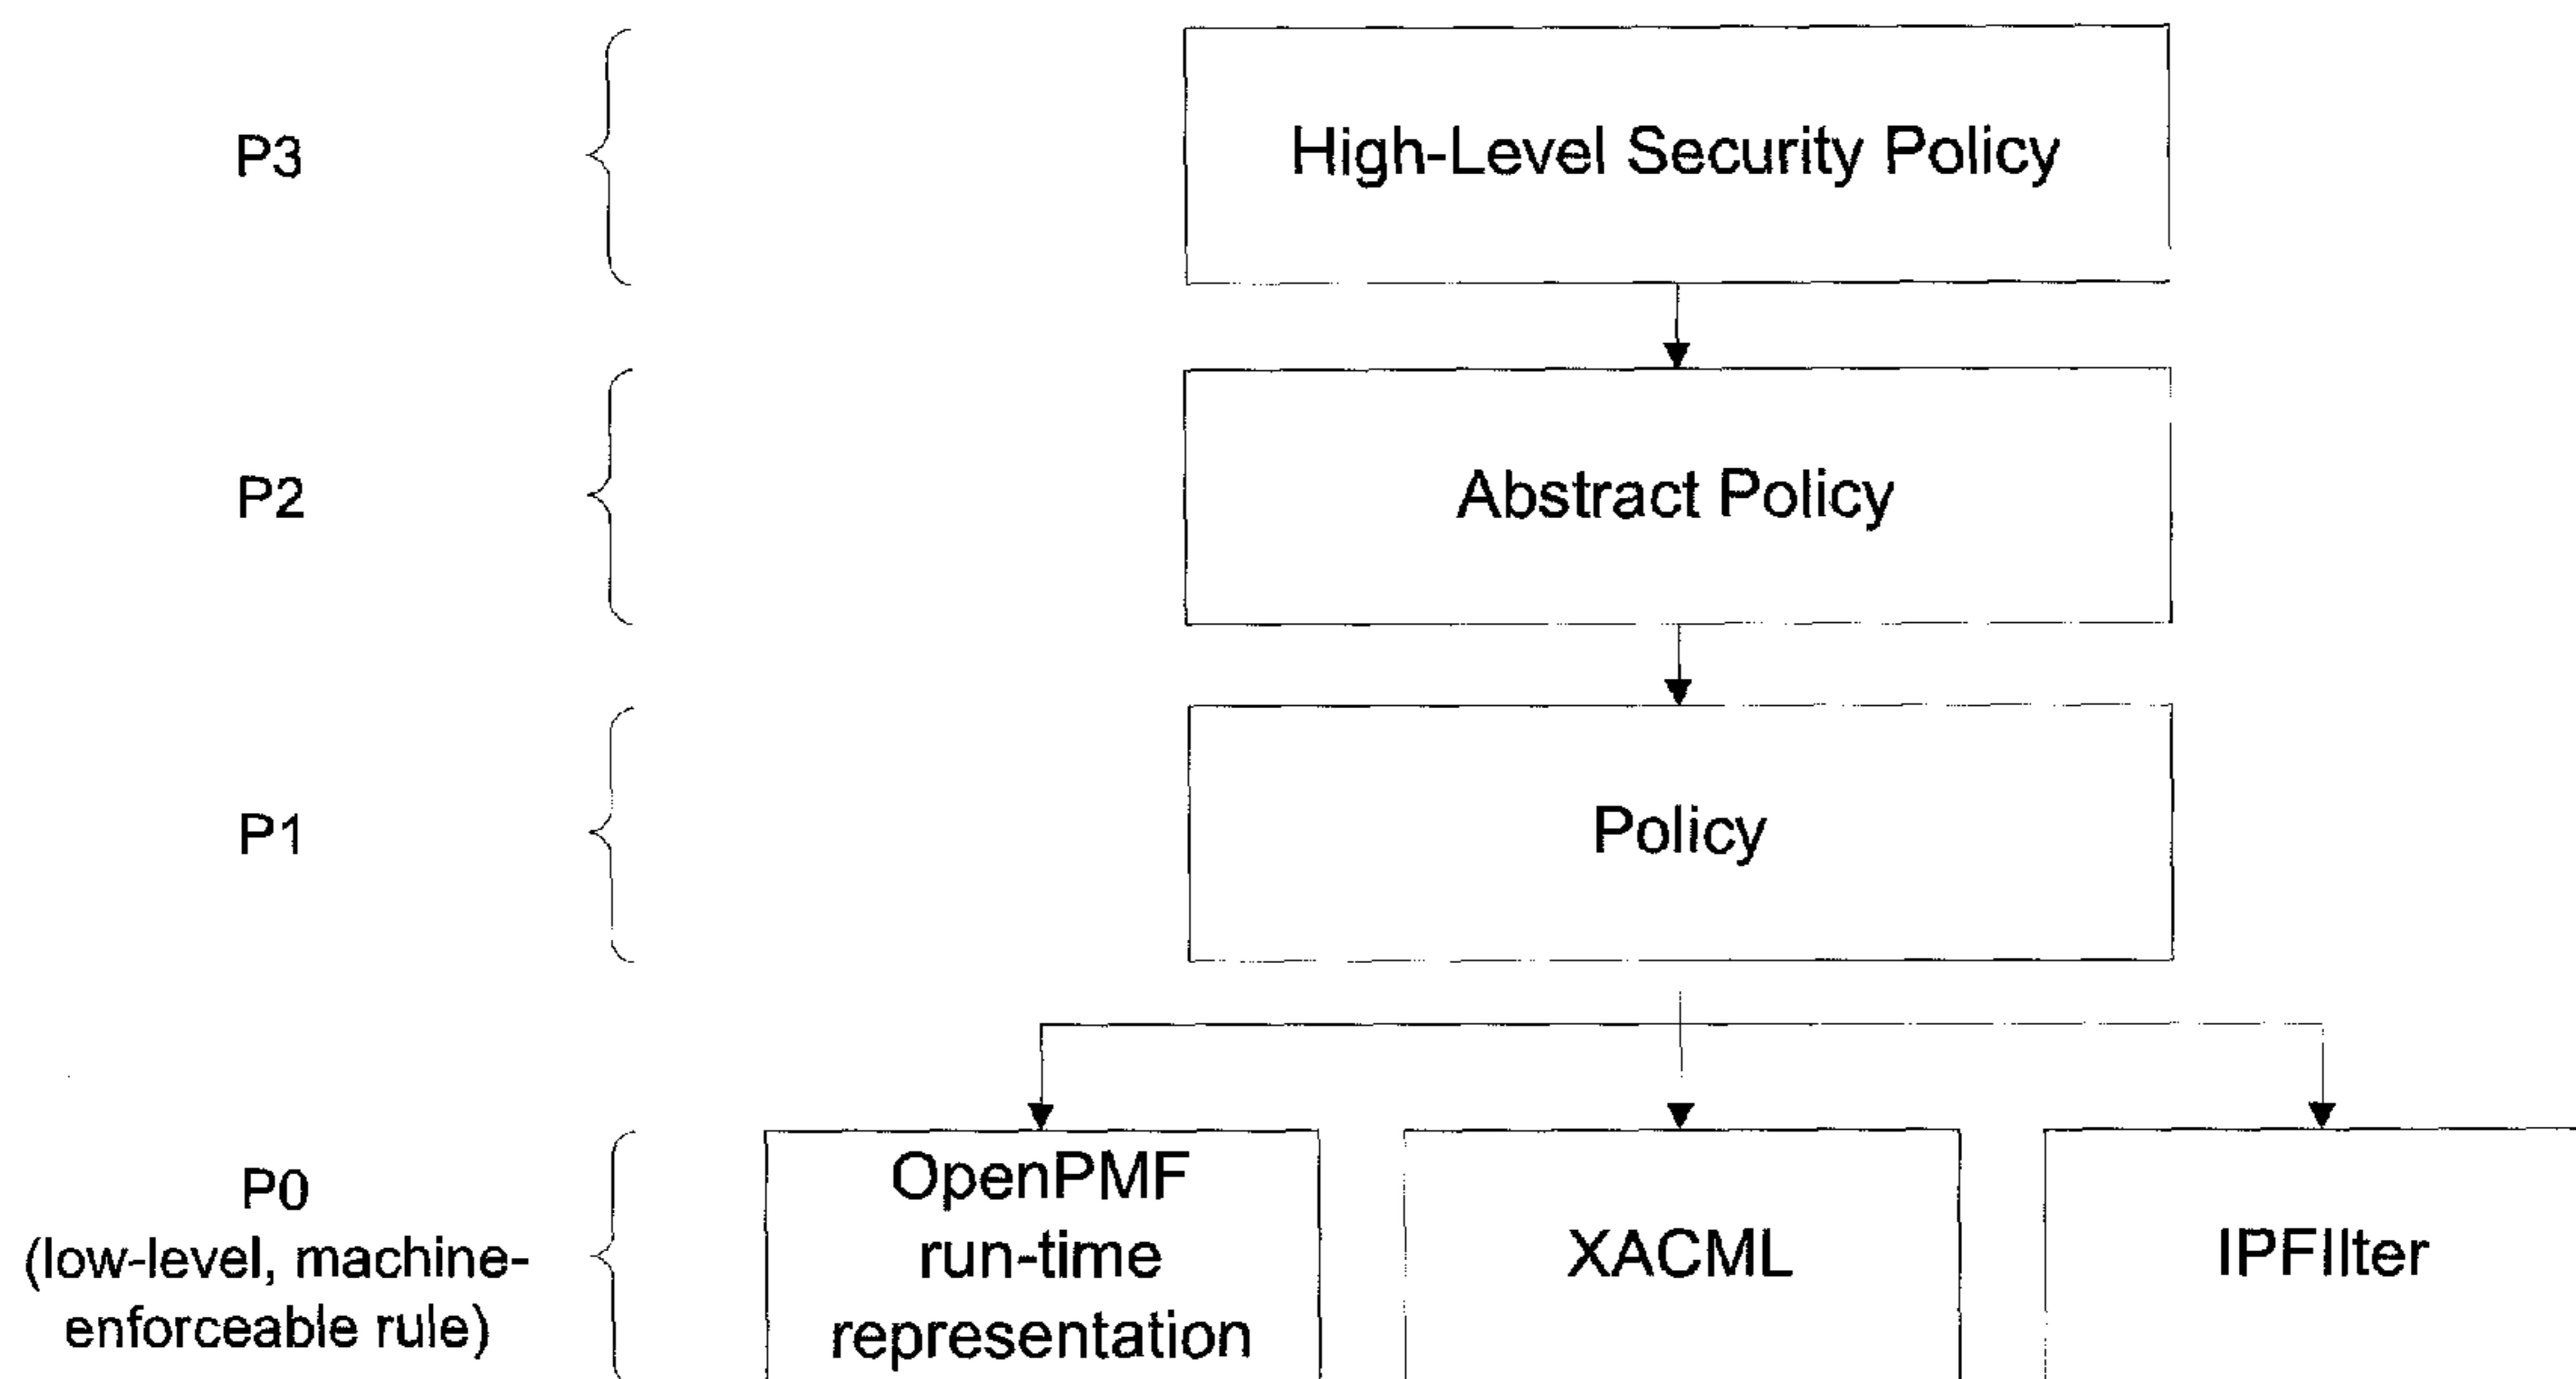 P3
High-Level Security Policy
P2
Abstract Policy
P1
Policy
P0
(low-level, machine-
enforceable rule)
OpenPMF
run-time
representation
XACML
IPFIlter